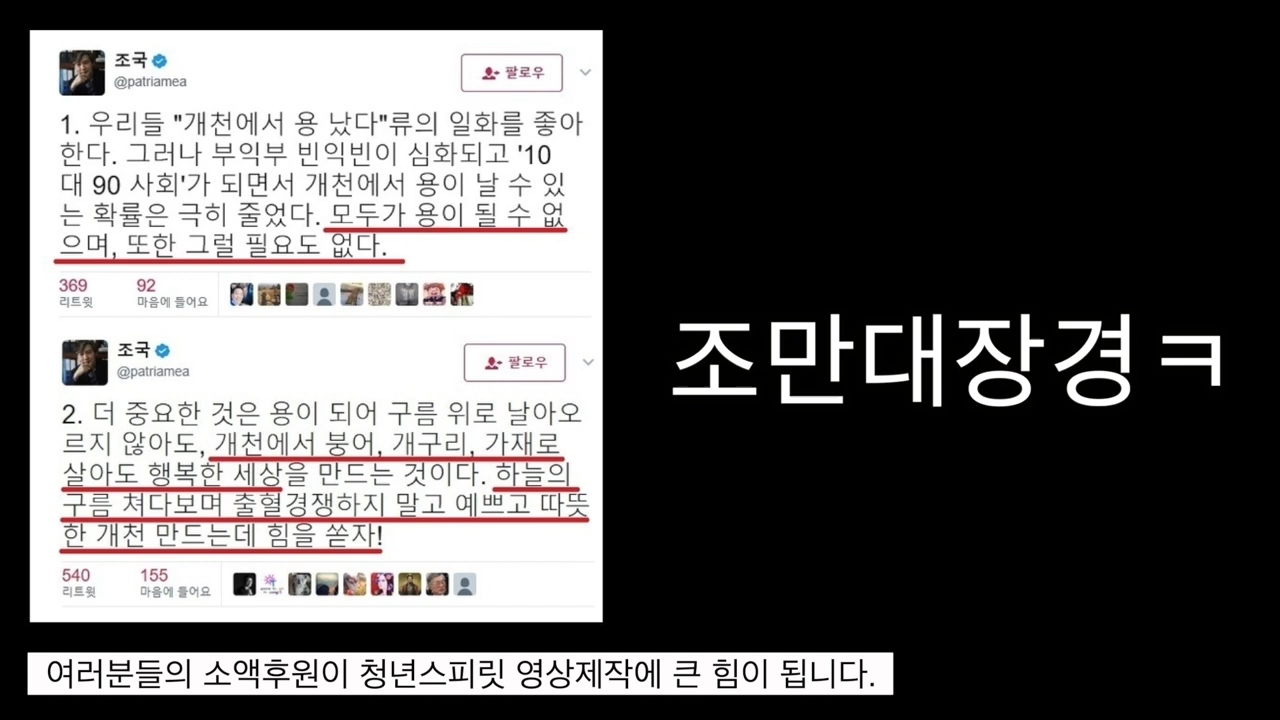 조국
@patriamea
팔로우
1. 우리들 "개천에서 용 났다"류의 일화를 좋아
한다. 그러나 부익부 빈익빈이 심화되고 '10
대 90 사회'가 되면서 개천에서 용이 날 수 있
는 확률은 극히 줄었다. 모두가 용이 될 수 없
으며, 또한 그럴 필요도 없다.
369 92
리트윗 마음에 들어요
조국
@patriamea
팔로우
2. 더 중요한 것은 용이 되어 구름 위로 날아오
르지 않아도, 개천에서 붕어, 개구리, 가재로
살아도 행복한 세상을 만드는 것이다. 하늘의
구름 쳐다보며 출혈경쟁하지 말고 예쁘고 따뜻
한 개천 만드는데 힘을 쏟자!
540 155
리트윗 마음에 들어요
조만대장경ㅋ
여러분들의 소액후원이 청년스피릿 영상제작에 큰 힘이 됩니다.